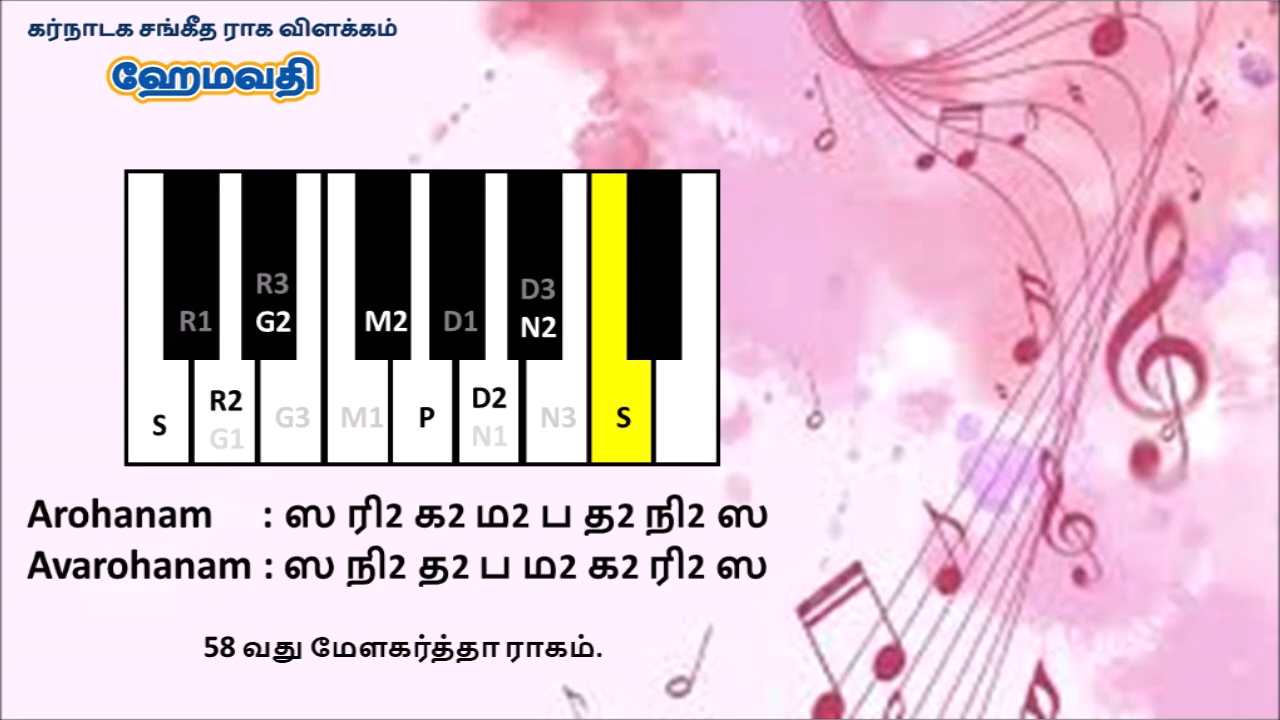 கர்நாடக சங்கீத ராக விளக்கம்
ஹேமவதி
R3 D3
R1 G2 M2 D1 N2
R2 D2
S G1 G3 M1 P N1 N3 S
Arohanam : ஸ ரி2 க2 ம2 ப த2 நி2 ஸ
Avarohanam : ஸ நி2 த2 ப ம2 க2 ரி2 ஸ
58 வது மேளகர்த்தா ராகம்.